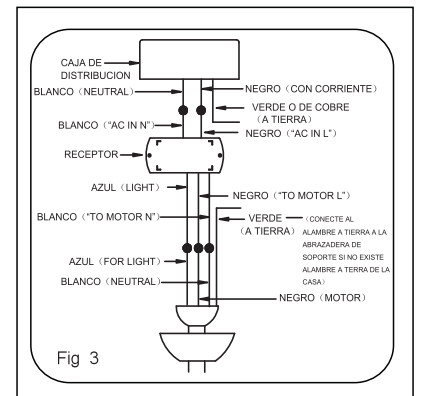 CAJA DE
DISTRIBUCION
BLANCO (NEUTRAL)
NEGRO (CON CORRIENTE)
VERDE O DE COBRE
(A TIERRA)
BLANCO ("AC IN N")
NEGRO ("AC IN L")
RECEPTOR
AZUL (LIGHT)
NEGRO ("TO MOTOR L")
BLANCO ("TO MOTOR N")
VERDE
(A TIERRA)
(CONECTE AL
ALAMBRE A TIERRA A LA
ABRAZADERA DE
SOPORTE SI NO EXISTE
ALAMBRE A TERRA DE LA
CASA)
AZUL (FOR LIGHT)
BLANCO (NEUTRAL)
NEGRO (MOTOR)
Fig 3